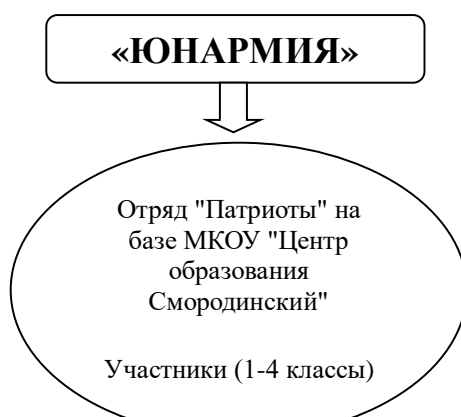 «ЮНАРМИЯ»
Отряд "Патриоты" на
базе МКОУ "Центр
образования
Смородинский"
Участники (1-4 классы)